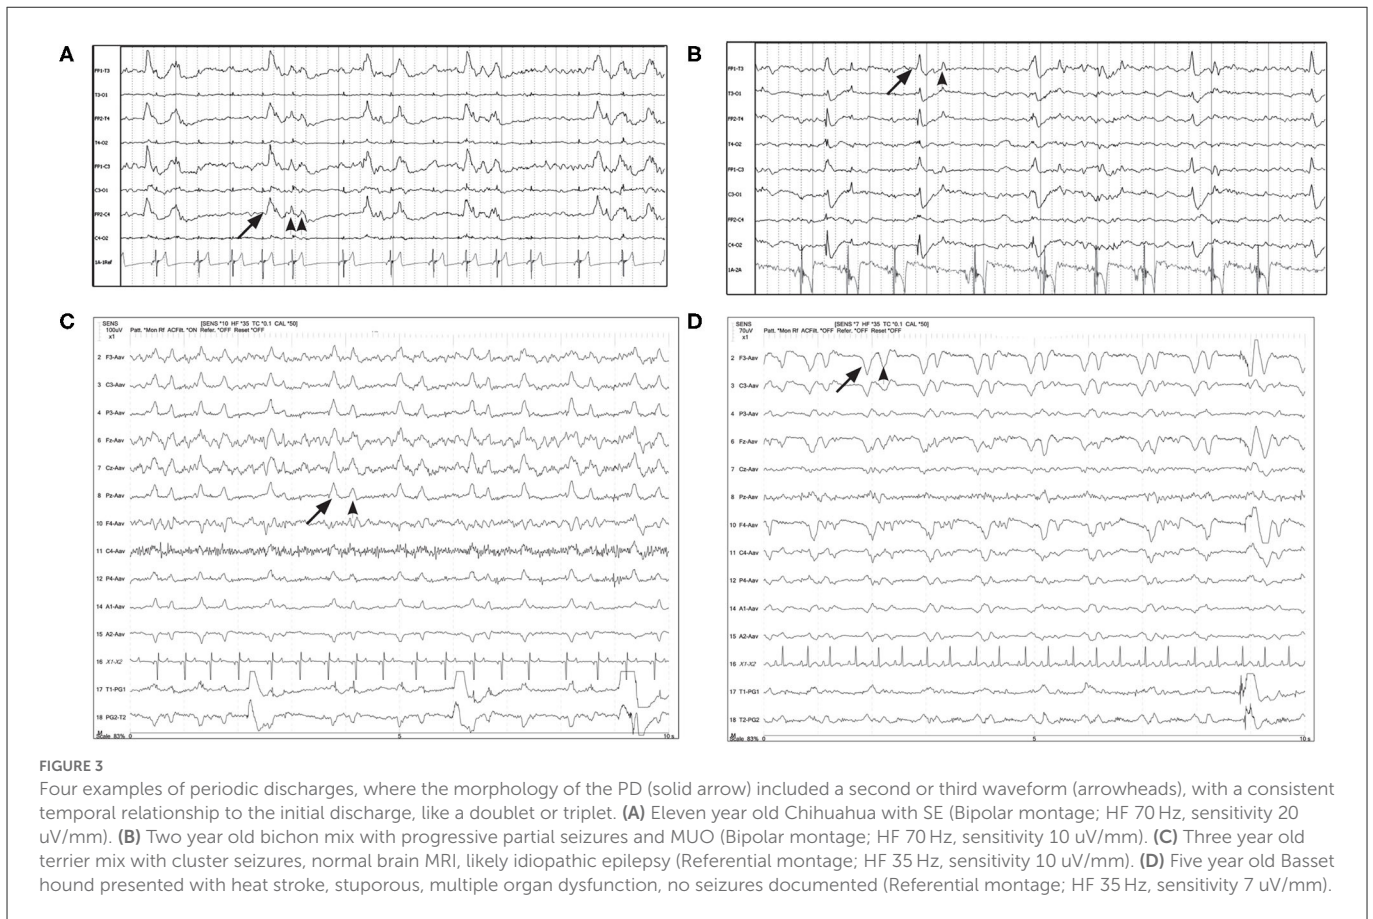 A
FP1-T3
T3-O1
FP2-T4
T4-O2
FP1-C3
C3-O1
FP2-C4
C4-O2
1A-1Ref
B
FP1-T3
T3-O1
FP2-T4
T4-O2
FP1-C3
C3-O1
FP2-C4
C4-O2
1A-2A
C
SENS [SENS *10 HF *35 TC *0.1 CAL *50]
100uV Patt. *Mon Rf ACFilt. *ON Refer. *OFF Reset *OFF
x1
2 F3-Aav
3 C3-Aav
4 P3-Aav
6 Fz-Aav
7 Cz-Aav
8 Pz-Aav
10 F4-Aav
11 C4-Aav
12 P4-Aav
14 A1-Aav
15 A2-Aav
16 X1-X2
17 T1-PG1
18 PG2-T2
M
Scale 83% 0 5 10 s
D
SENS [SENS *7 HF *35 TC *0.1 CAL *50]
70uV Patt. *Mon Rf ACFilt. *OFF Refer. *OFF Reset *OFF
x1
2 F3-Aav
3 C3-Aav
4 P3-Aav
6 Fz-Aav
7 Cz-Aav
8 Pz-Aav
10 F4-Aav
11 C4-Aav
12 P4-Aav
14 A1-Aav
15 A2-Aav
16 X1-X2
17 T1-PG1
18 T2-PG2
M
Scale 83% 0 5 10 s
FIGURE 3
Four examples of periodic discharges, where the morphology of the PD (solid arrow) included a second or third waveform (arrowheads), with a consistent
temporal relationship to the initial discharge, like a doublet or triplet. (A) Eleven year old Chihuahua with SE (Bipolar montage; HF 70 Hz, sensitivity 20
uV/mm). (B) Two year old bichon mix with progressive partial seizures and MUO (Bipolar montage; HF 70 Hz, sensitivity 10 uV/mm). (C) Three year old
terrier mix with cluster seizures, normal brain MRI, likely idiopathic epilepsy (Referential montage; HF 35 Hz, sensitivity 10 uV/mm). (D) Five year old Basset
hound presented with heat stroke, stuporous, multiple organ dysfunction, no seizures documented (Referential montage; HF 35 Hz, sensitivity 7 uV/mm).